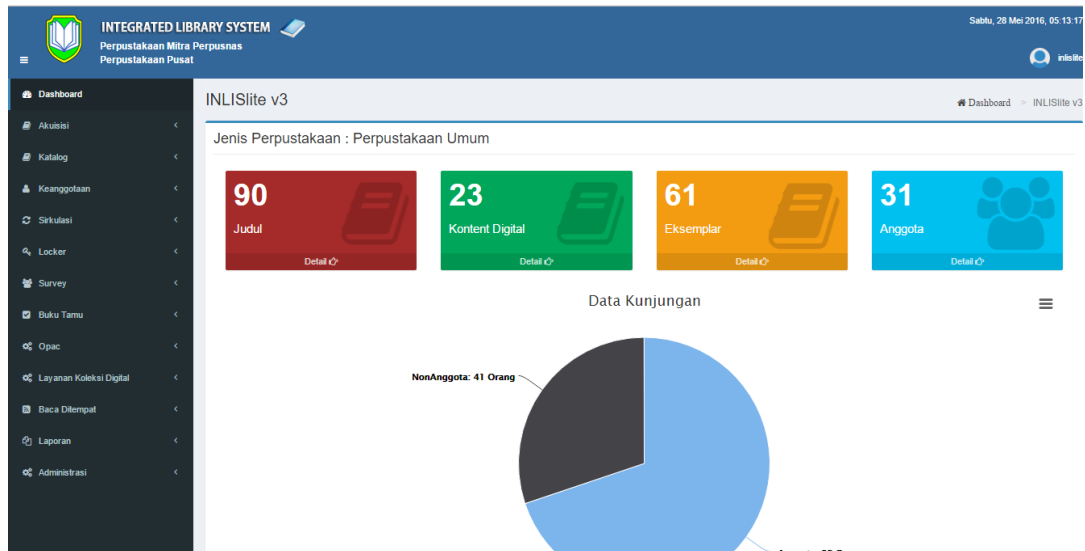 INTEGRATED LIBRARY SYSTEM
Perpustakaan Mitra Perpusnas
Perpustakaan Pusat
Sabtu, 28 Mei 2016, 05:13:17
inlislite
Dashboard
Akuisisi
Katalog
Keanggotaan
Sirkulasi
Locker
Survey
Buku Tamu
Opac
Layanan Koleksi Digital
Baca Ditempat
Laporan
Administrasi
INLISlite v3
Dashboard > INLISlite v3
Jenis Perpustakaan : Perpustakaan Umum
90
Judul
Detail
23
Kontent Digital
Detail
61
Eksemplar
Detail
31
Anggota
Detail
Data Kunjungan
NonAnggota: 41 Orang